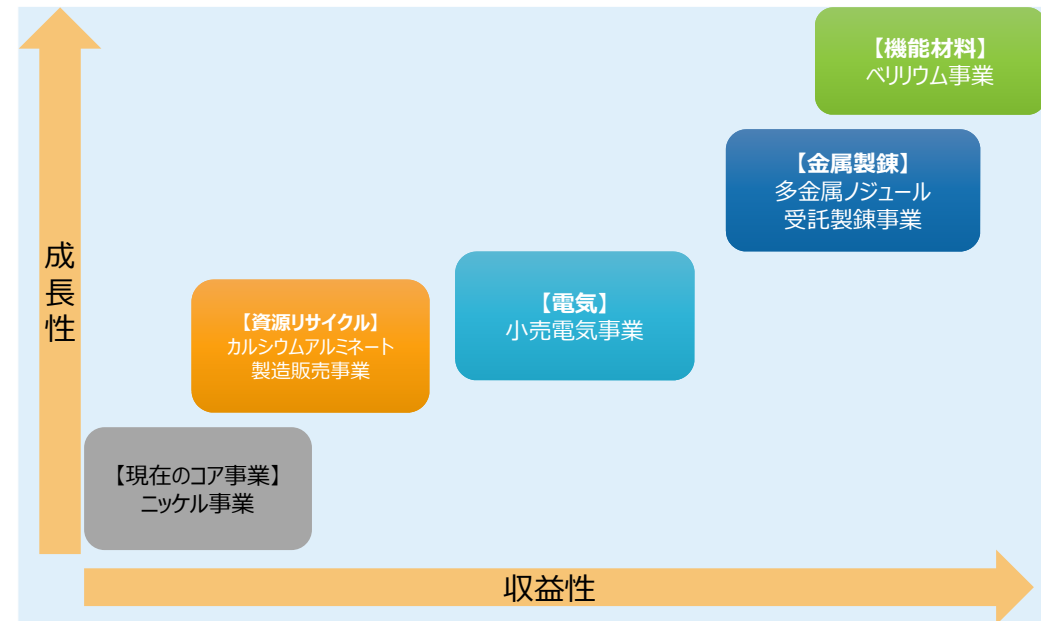 【機能材料】
ベリリウム事業
【金属製錬】
多金属ノジュール
受託製錬事業
成長性
【電気】
小売電気事業
【資源リサイクル】
カルシウムアルミネート
製造販売事業
【現在のコア事業】
ニッケル事業
収益性